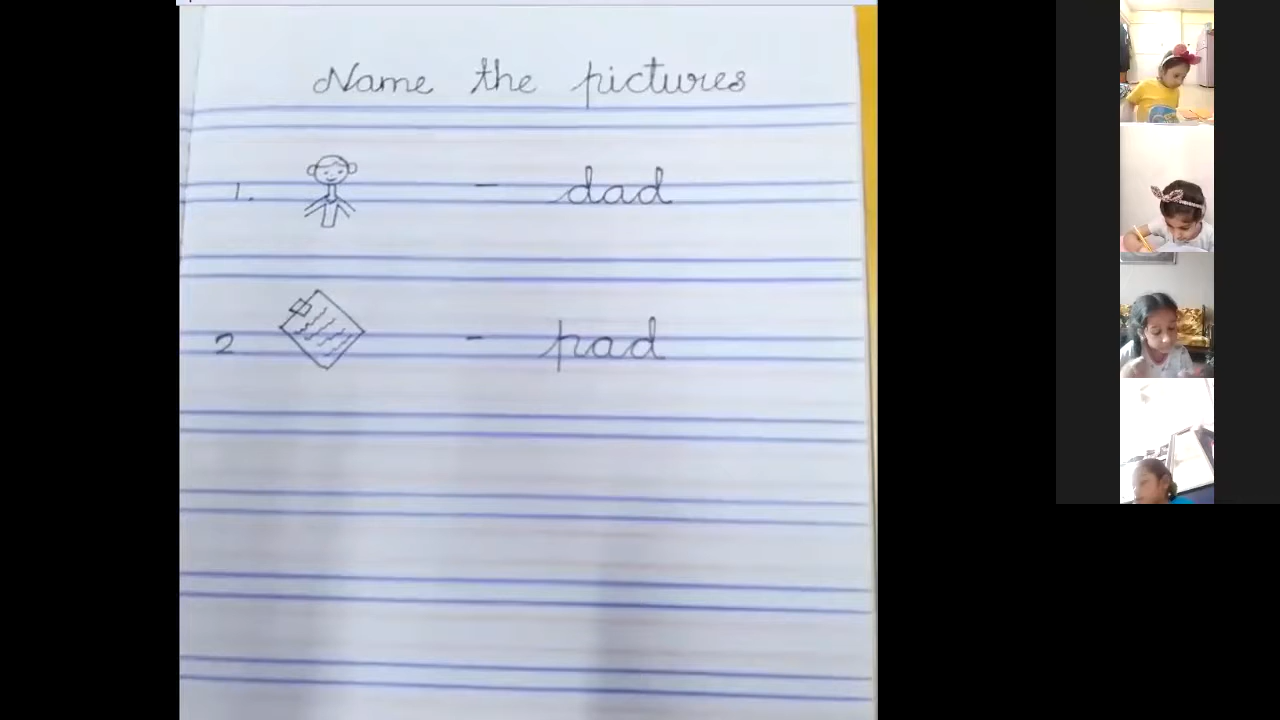 Name the pictures
1. - dad
2 - pad